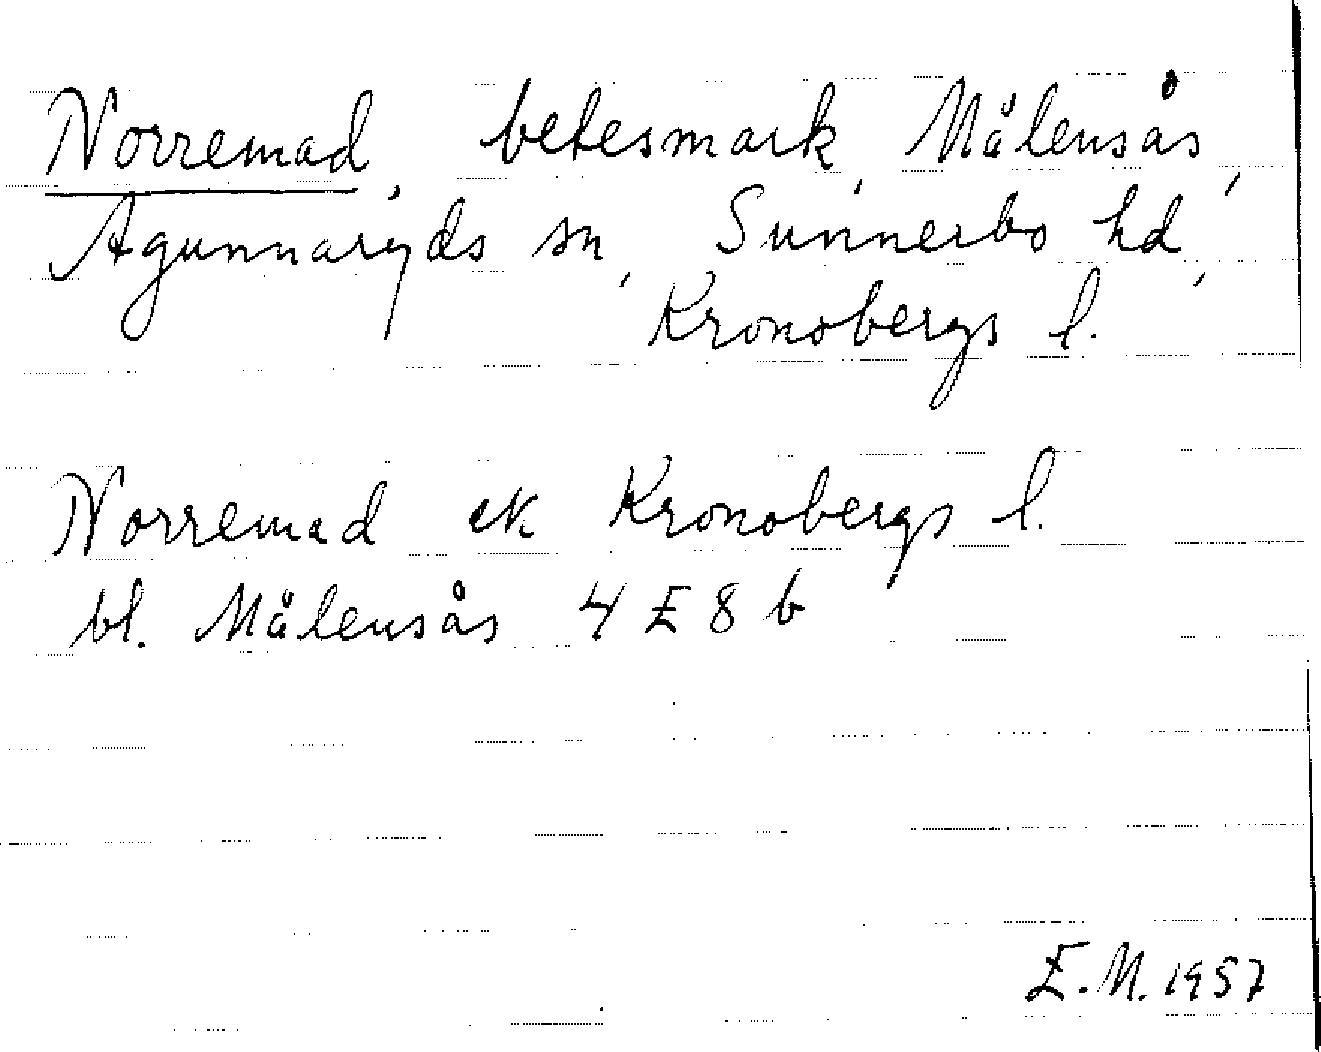 Norremad, betesmark, Målensås,
Agunnaryds sn, Sunnerbo hd,
Kronobergs l.
Norremad ek Kronobergs l.
bl. Målensås 4 E 8 b
E.M. 1957